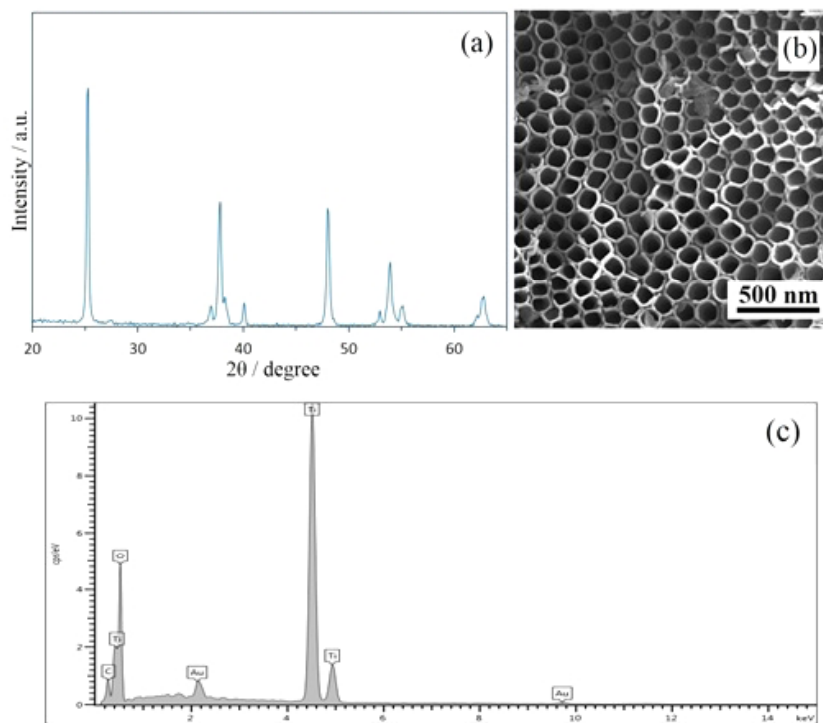 (a)
Intensity / a.u.
20 30 40 50 60
2θ / degree
(b)
500 nm
(c)
cps/eV
10
8
6
4
2
0
Ti
O
Ti
C
Au
Ti
Au
2 4 6 8 10 12 14 keV